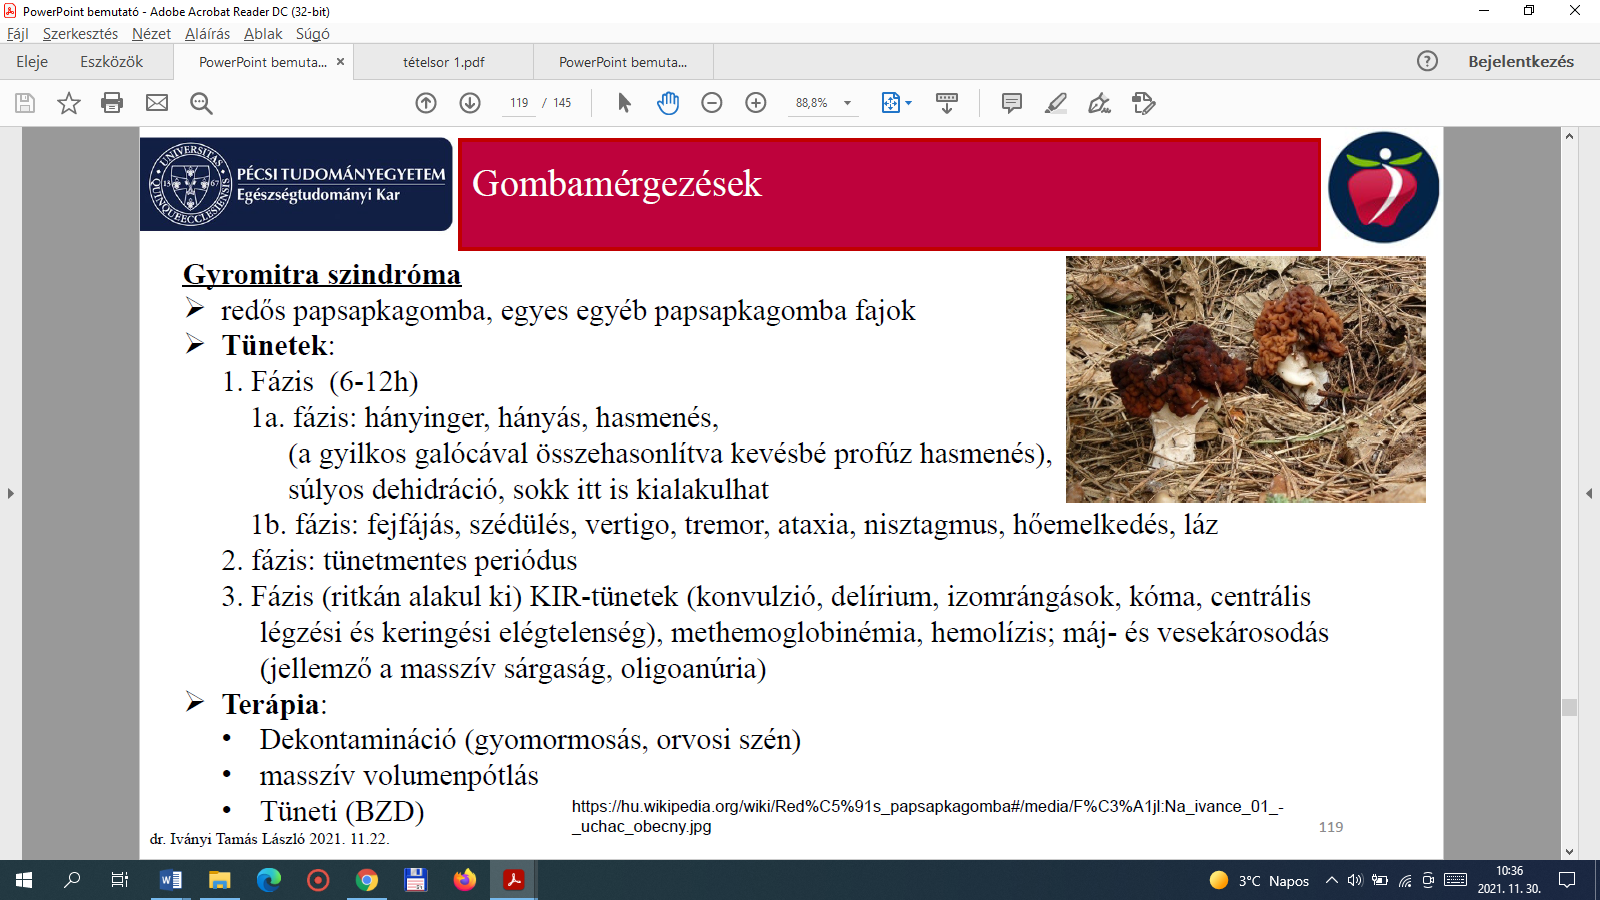 PowerPoint bemutató - Adobe Acrobat Reader DC (32-bit)
Fájl Szerkesztés Nézet Aláírás Ablak Súgó
Eleje Eszközök PowerPoint bemuta... × tételsor 1.pdf PowerPoint bemuta... ? Bejelentkezés
119 / 145 88,8%
UNIVERSITAS QUINQUEECCLESIENSIS
13 67
PÉCSI TUDOMÁNYEGYETEM
Egészségtudományi Kar
Gombamérgezések
Gyromitra szindróma
➢ redős papsapkagomba, egyes egyéb papsapkagomba fajok
➢ Tünetek:
1. Fázis (6-12h)
1a. fázis: hányinger, hányás, hasmenés,
(a gyilkos galócával összehasonlítva kevésbé profúz hasmenés),
súlyos dehidráció, sokk itt is kialakulhat
1b. fázis: fejfájás, szédülés, vertigo, tremor, ataxia, nisztagmus, hőemelkedés, láz
2. fázis: tünetmentes periódus
3. Fázis (ritkán alakul ki) KIR-tünetek (konvulzió, delírium, izomrángások, kóma, centrális
légzési és keringési elégtelenség), methemoglobinémia, hemolízis; máj- és vesekárosodás
(jellemző a masszív sárgaság, oligoanúria)
➢ Terápia:
• Dekontamináció (gyomormosás, orvosi szén)
• masszív volumenpótlás
• Tüneti (BZD)
https://hu.wikipedia.org/wiki/Red%C5%91s_papsapkagomba#/media/F%C3%A1jl:Na_ivance_01_-
_uchac_obecny.jpg
119
dr. Iványi Tamás László 2021. 11.22.
3°C Napos
10:36
2021. 11. 30.